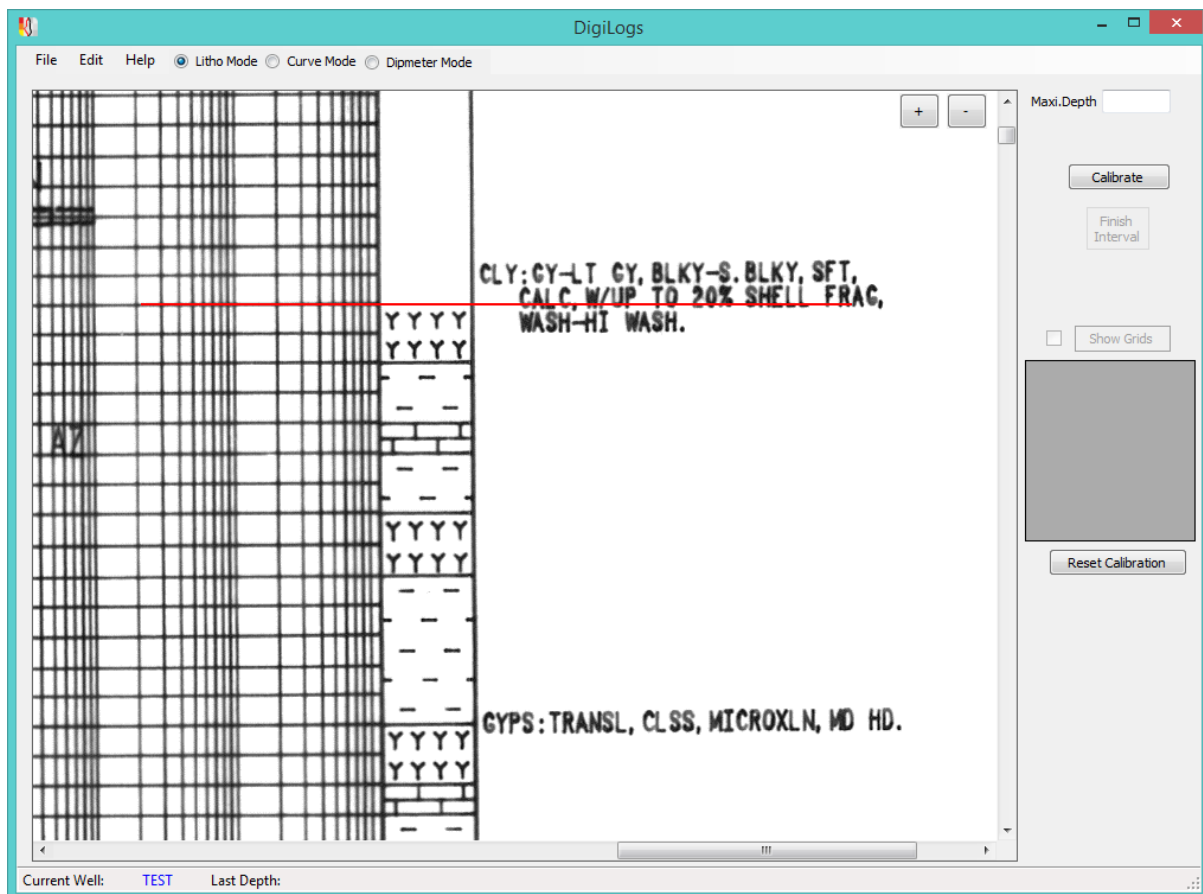 DigiLogs
File Edit Help Litho Mode Curve Mode Dipmeter Mode
+ -
Maxi.Depth
Calibrate
Finish
Interval
CLY:GY-LT GY, BLKY-S.BLKY, SFT,
CALC, W/UP TO 20% SHELL FRAG,
WASH-HI WASH.
Show Grids
AZ
Reset Calibration
GYPS:TRANSL, CLSS, MICROXLN, MD HD.
Current Well: TEST Last Depth: